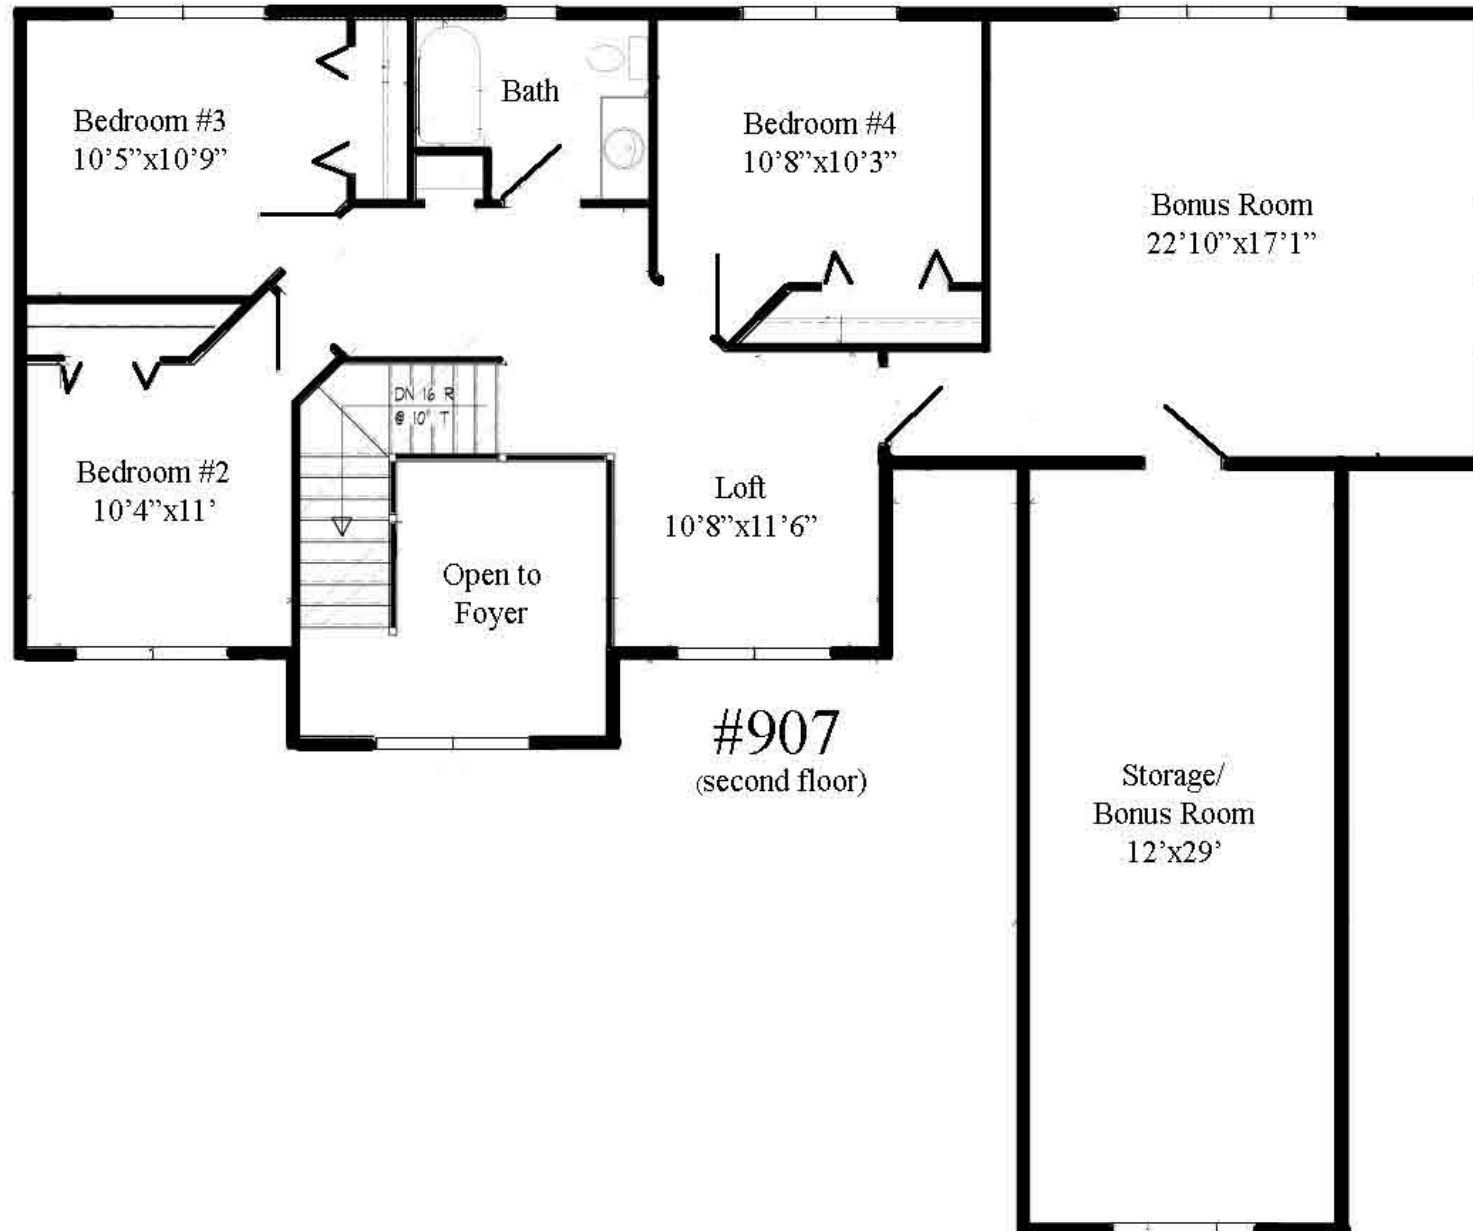 Bedroom #3
10’5”x10’9”
Bath
Bedroom #4
10’8”x10’3”
Bonus Room
22’10”x17’1”
DN 16 R
@ 10" T
Bedroom #2
10’4”x11’
Loft
10’8”x11’6”
Open to
Foyer
#907
(second floor)
Storage/
Bonus Room
12’x29’